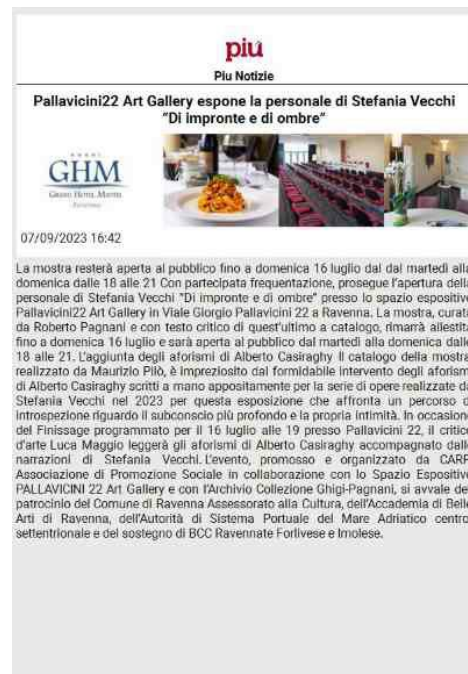 più
Piu Notizie
Pallavicini22 Art Gallery espone la personale di Stefania Vecchi
"Di impronte e di ombre"
GHM
Grand Hotel Mattei
Ravenna
07/09/2023 16:42
La mostra resterà aperta al pubblico fino a domenica 16 luglio dal dal martedì alla
domenica dalle 18 alle 21 Con partecipata frequentazione, prosegue l'apertura della
personale di Stefania Vecchi "Di impronte e di ombre" presso lo spazio espositivo
Pallavicini22 Art Gallery in Viale Giorgio Pallavicini 22 a Ravenna. La mostra, curata
da Roberto Pagnani e con testo critico di quest'ultimo a catalogo, rimarrà allestita
fino a domenica 16 luglio e sarà aperta al pubblico dal martedì alla domenica dalle
18 alle 21. L'aggiunta degli aforismi di Alberto Casiraghy Il catalogo della mostra,
realizzato da Maurizio Pilò, è impreziosito dal formidabile intervento degli aforismi
di Alberto Casiraghy scritti a mano appositamente per la serie di opere realizzate da
Stefania Vecchi nel 2023 per questa esposizione che affronta un percorso d
introspezione riguardo il subconscio più profondo e la propria intimità. In occasione
del Finissage programmato per il 16 luglio alle 19 presso Pallavicini 22, il critico
d'arte Luca Maggio leggerà gli aforismi di Alberto Casiraghy accompagnato dalle
narrazioni di Stefania Vecchi. L'evento, promosso e organizzato da CARP
Associazione di Promozione Sociale in collaborazione con lo Spazio Espositivo
PALLAVICINI 22 Art Gallery e con l'Archivio Collezione Ghigi-Pagnani, si avvale de
patrocinio del Comune di Ravenna Assessorato alla Cultura, dell'Accademia di Belle
Arti di Ravenna, dell'Autorità di Sistema Portuale del Mare Adriatico centro
settentrionale e del sostegno di BCC Ravennate Forlivese e Imolese.